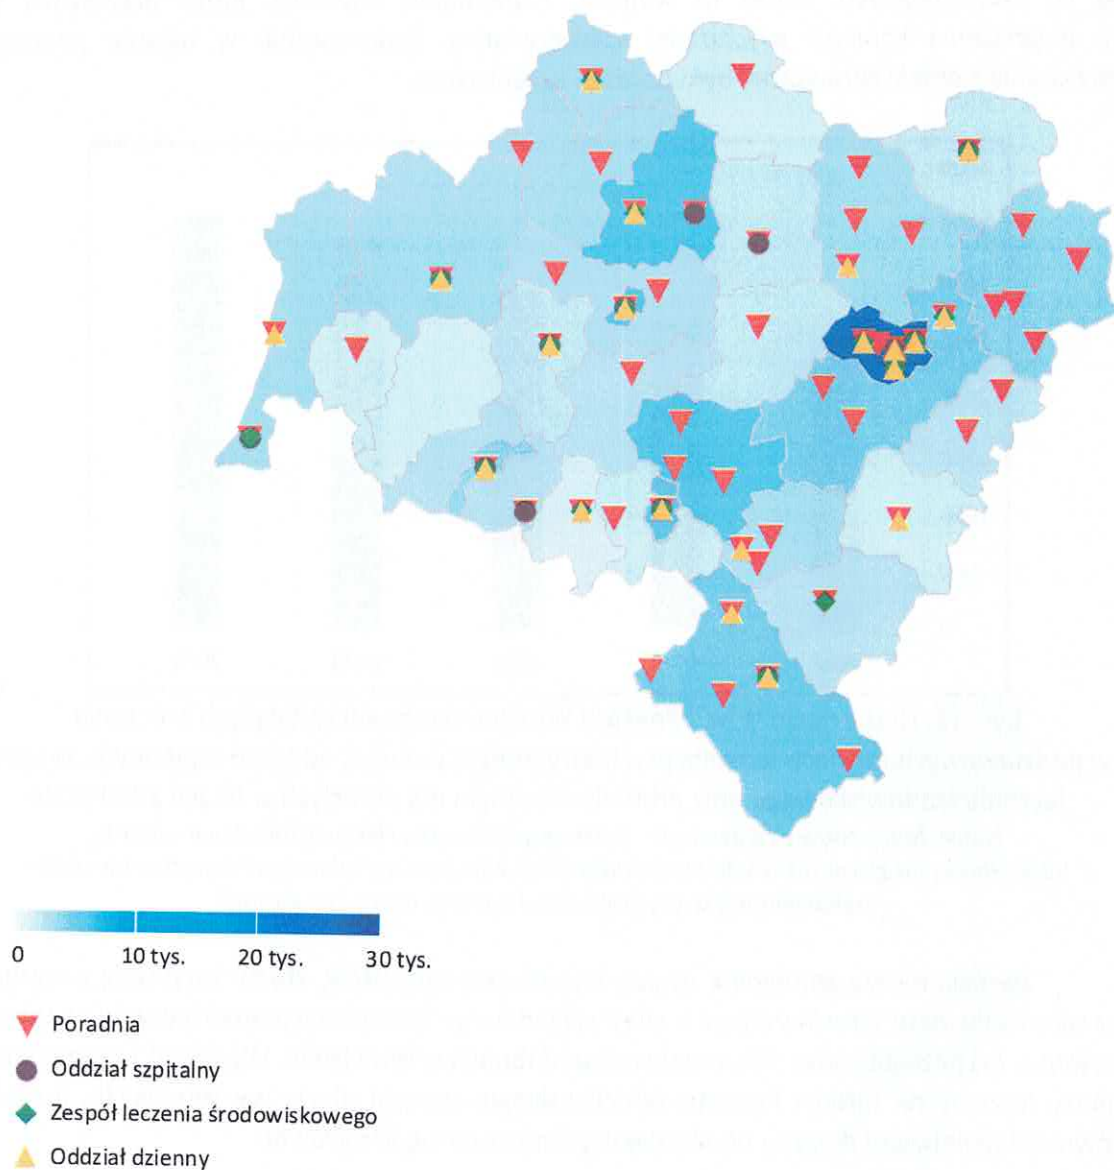 0
10 tys.
20 tys.
30 tys.
Poradnia
Oddział szpitalny
Zespół leczenia środowiskowego
Oddział dzienny